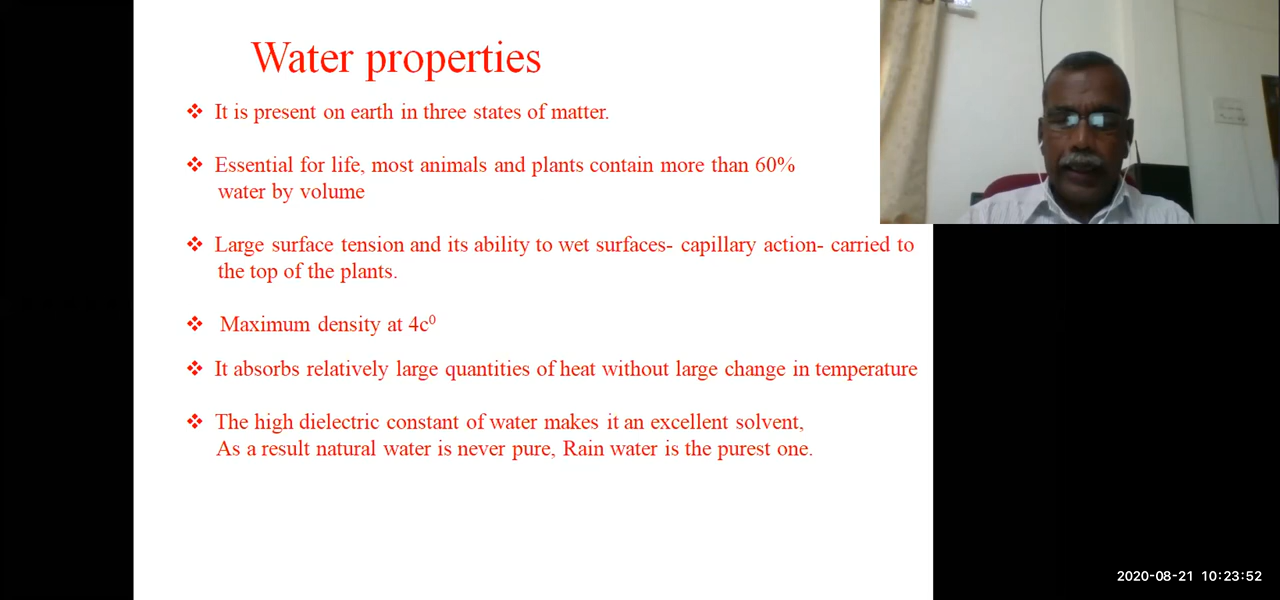 Water properties
❖ It is present on earth in three states of matter.
❖ Essential for life, most animals and plants contain more than 60%
water by volume
❖ Large surface tension and its ability to wet surfaces- capillary action- carried to
the top of the plants.
❖ Maximum density at 4c⁰
❖ It absorbs relatively large quantities of heat without large change in temperature
❖ The high dielectric constant of water makes it an excellent solvent,
As a result natural water is never pure, Rain water is the purest one.
2020-08-21 10:23:52